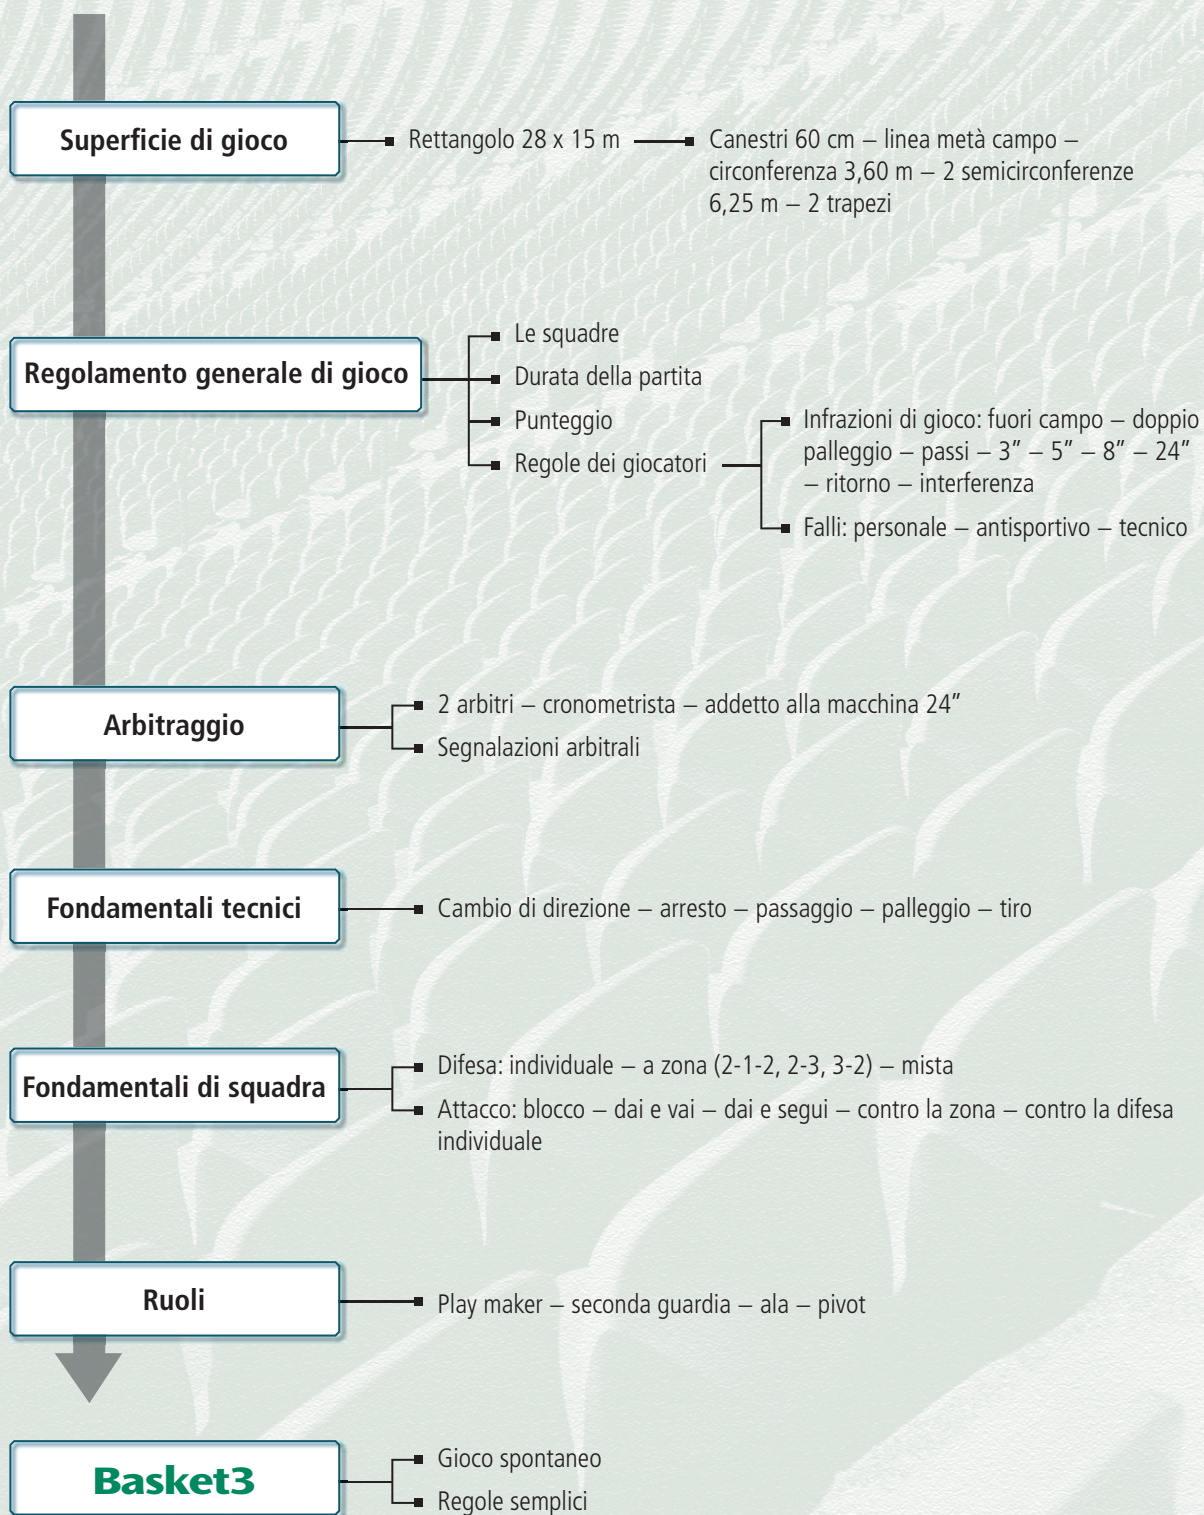 Superficie di gioco
Rettangolo 28 x 15 m
Canestri 60 cm – linea metà campo –
circonferenza 3,60 m – 2 semicirconferenze
6,25 m – 2 trapezi
Regolamento generale di gioco
Le squadre
Durata della partita
Punteggio
Regole dei giocatori
Infrazioni di gioco: fuori campo – doppio
palleggio – passi – 3” – 5” – 8” – 24”
– ritorno – interferenza
Falli: personale – antisportivo – tecnico
Arbitraggio
2 arbitri – cronometrista – addetto alla macchina 24”
Segnalazioni arbitrali
Fondamentali tecnici
Cambio di direzione – arresto – passaggio – palleggio – tiro
Fondamentali di squadra
Difesa: individuale – a zona (2-1-2, 2-3, 3-2) – mista
Attacco: blocco – dai e vai – dai e segui – contro la zona – contro la difesa
individuale
Ruoli
Play maker – seconda guardia – ala – pivot
Basket3
Gioco spontaneo
Regole semplici